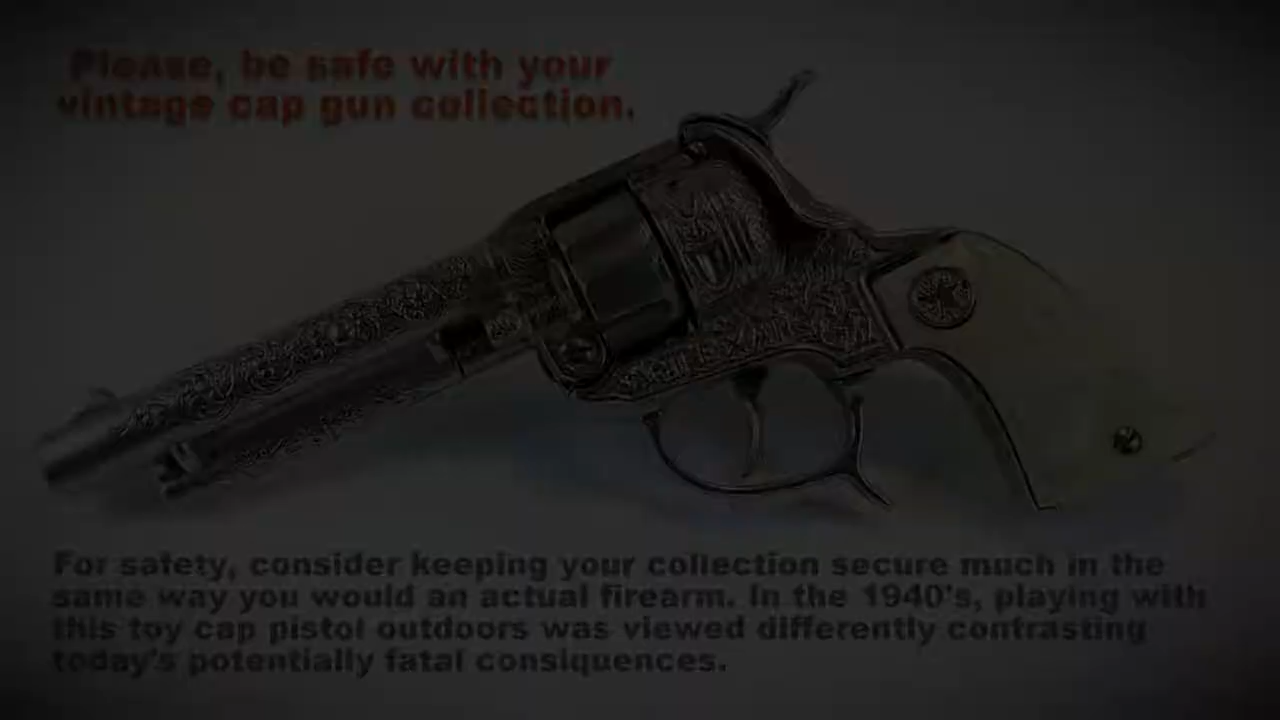 Please, be safe with your
vintage cap gun collection.
For safety, consider keeping your collection secure much in the
same way you would an actual firearm. In the 1940's, playing with
this toy cap pistol outdoors was viewed differently contrasting
today's potentially fatal consiquences.